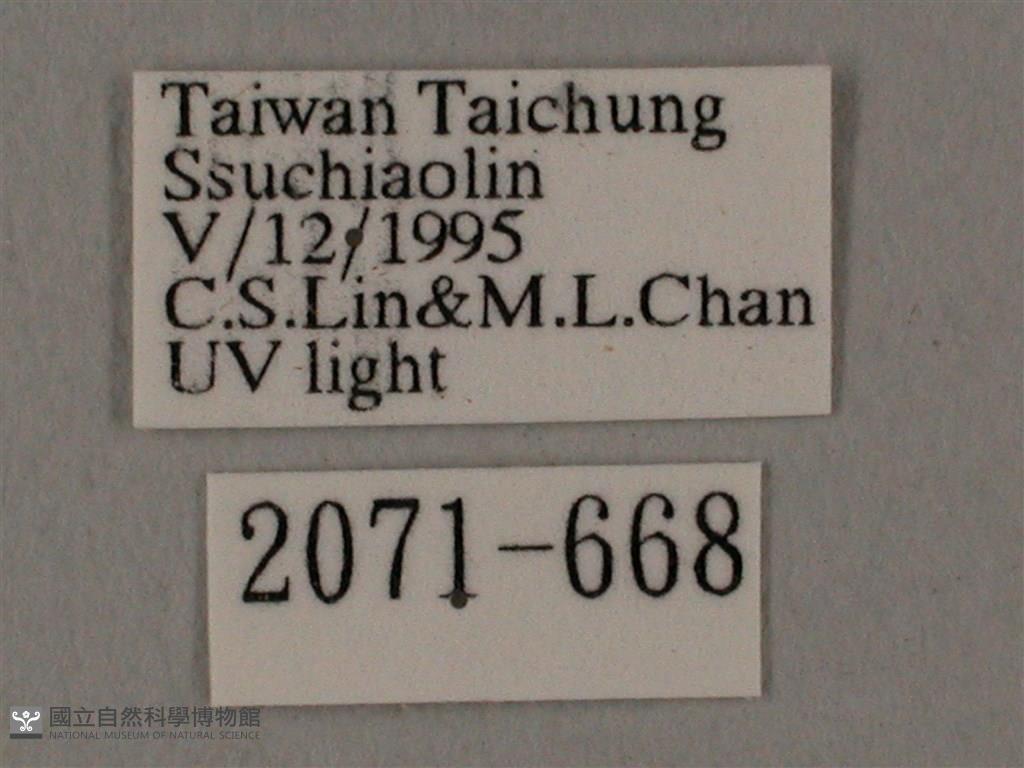 Taiwan Taichung
Ssuchiaolin
V/12/1995
C.S.Lin&M.L.Chan
UV light
2071-668
國立自然科學博物館
NATIONAL MUSEUM OF NATURAL SCIENCE